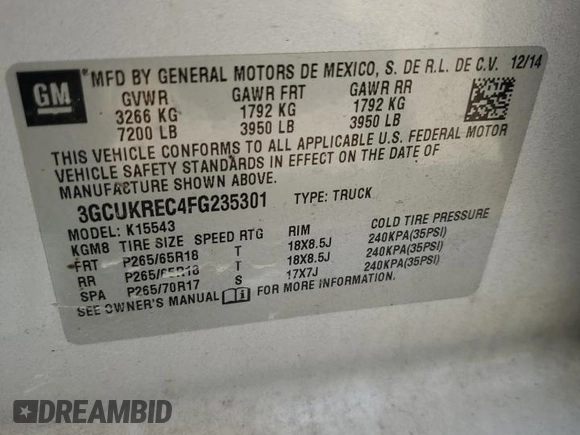 GM
"MFD BY GENERAL MOTORS DE MEXICO, S. DE R.L. DE C.V. 12/14
GVWR GAWR FRT GAWR RR
3266 KG 1792 KG 1792 KG
7200 LB 3950 LB 3950 LB
THIS VEHICLE CONFORMS TO ALL APPLICABLE U.S. FEDERAL MOTOR
VEHICLE SAFETY STANDARDS IN EFFECT ON THE DATE OF
MANUFACTURE SHOWN ABOVE.
3GCUKREC4FG235301 TYPE: TRUCK
MODEL: K15543
KGM8 TIRE SIZE SPEED RTG RIM COLD TIRE PRESSURE
FRT P265/65R18 T 18X8.5J 240KPA(35PSI)
RR P265/65R18 T 18X8.5J 240KPA(35PSI)
SPA P265/70R17 S 17X7J 240KPA(35PSI)
SEE OWNER'S MANUAL FOR MORE INFORMATION.
DREAMBID